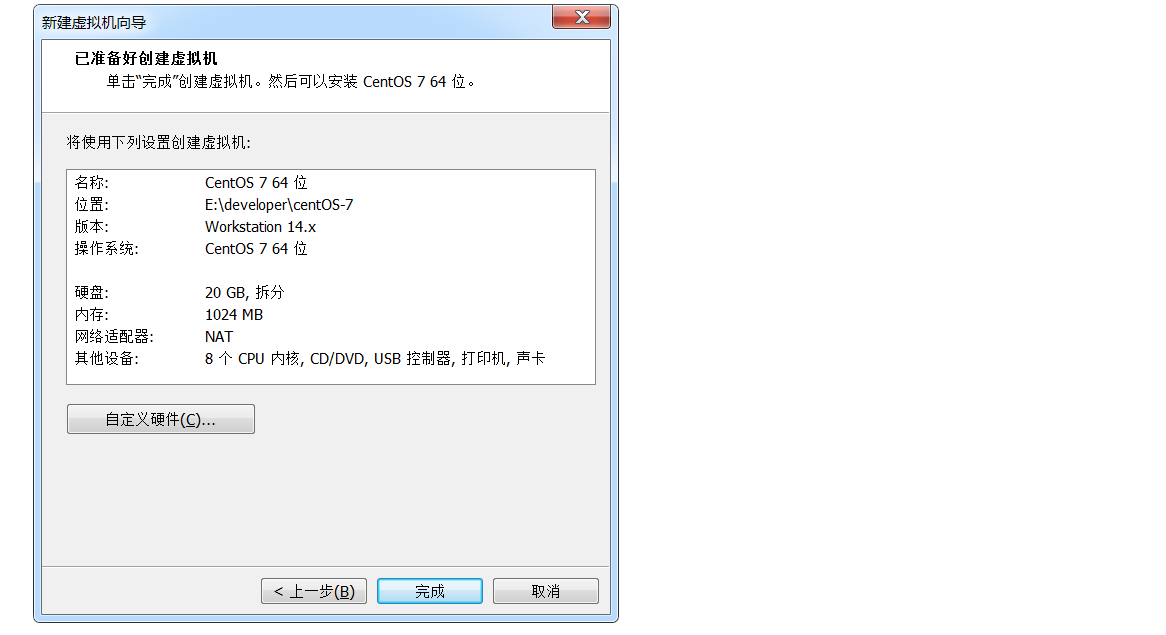 新建虚拟机向导
已准备好创建虚拟机
单击“完成”创建虚拟机。然后可以安装 CentOS 7 64 位。
将使用下列设置创建虚拟机:
名称: CentOS 7 64 位
位置: E:\developer\centOS-7
版本: Workstation 14.x
操作系统: CentOS 7 64 位
硬盘: 20 GB, 拆分
内存: 1024 MB
网络适配器: NAT
其他设备: 8 个 CPU 内核, CD/DVD, USB 控制器, 打印机, 声卡
自定义硬件(C)...
< 上一步(B) 完成 取消